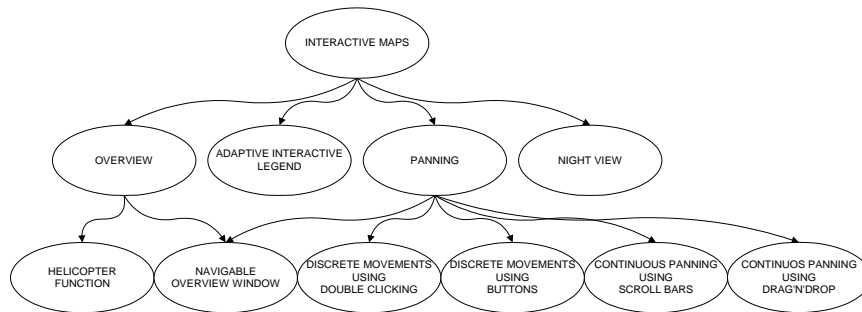 INTERACTIVE MAPS
OVERVIEW
ADAPTIVE INTERACTIVE
LEGEND
PANNING
NIGHT VIEW
HELICOPTER
FUNCTION
NAVIGABLE
OVERVIEW WINDOW
DISCRETE MOVEMENTS
USING
DOUBLE CLICKING
DISCRETE MOVEMENTS
USING
BUTTONS
CONTINUOUS PANNING
USING
SCROLL BARS
CONTINUOS PANNING
USING
DRAG'N'DROP